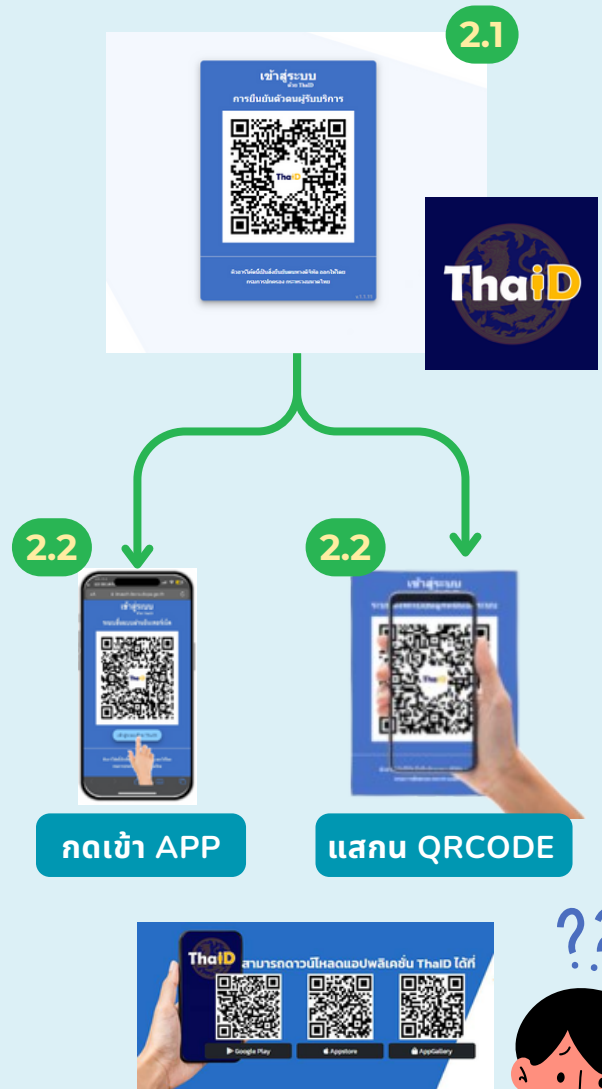 2.1
เข้าสู่ระบบ
ด้วย ThaID
การยืนยันตัวตนผู้รับบริการ
ThaID
ThaID
2.2
2.2
เข้าสู่ระบบ
ThaID
เข้าสู่ระบบ
ThaID
กดเข้า APP
แสกน QRCODE
??
ThaID
สามารถดาวน์โหลดแอปพลิเคชั่น ThaID ได้ที่
Google Play
Appstore
AppGallery